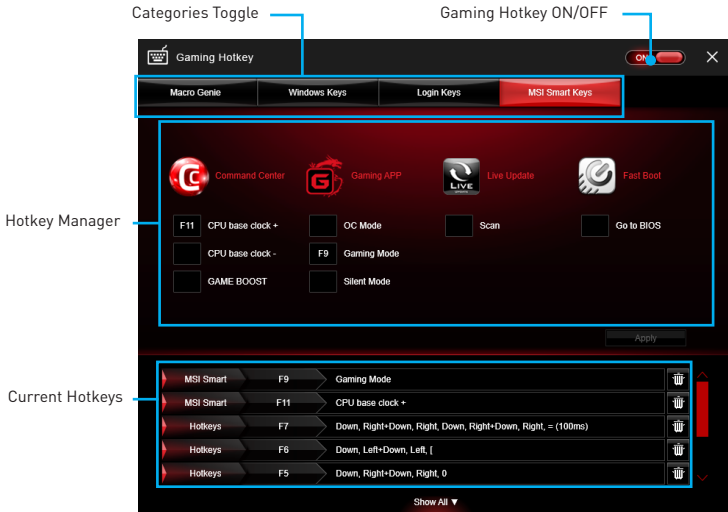 Categories Toggle
Gaming Hotkey ON/OFF
Gaming Hotkey
ON
Macro Genie
Windows Keys
Login Keys
MSI Smart Keys
Command Center
Gaming APP
LIVE
Live Update
Fast Boot
Hotkey Manager
F11 CPU base clock +
OC Mode
Scan
Go to BIOS
CPU base clock -
F9 Gaming Mode
GAME BOOST
Silent Mode
Apply
Current Hotkeys
MSI Smart F9 Gaming Mode
MSI Smart F11 CPU base clock +
Hotkeys F7 Down, Right+Down, Right, Down, Right+Down, Right, = (100ms)
Hotkeys F6 Down, Left+Down, Left, [
Hotkeys F5 Down, Right+Down, Right, 0
Show All ▼